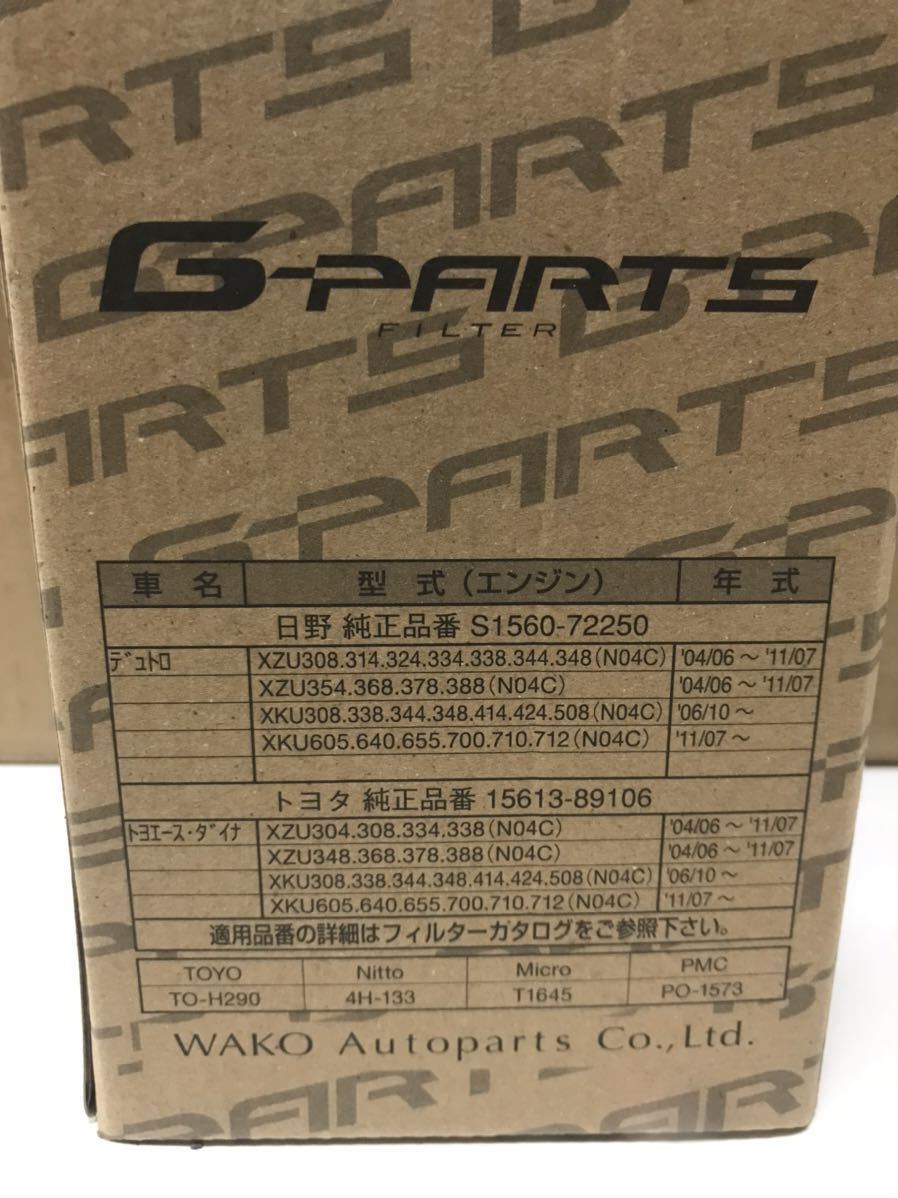 G-PARTS
FILTER
車名 型式(エンジン) 年式
日野 純正品番 S1560-72250
デュトロ XZU308.314.324.334.338.344.348(N04C) '04/06～'11/07
XZU354.368.378.388(N04C) '04/06～'11/07
XKU308.338.344.348.414.424.508(N04C) '06/10～
XKU605.640.655.700.710.712(N04C) '11/07～
トヨタ 純正品番 15613-89106
トヨエース・ダイナ XZU304.308.334.338(N04C) '04/06～'11/07
XZU348.368.378.388(N04C) '04/06～'11/07
XKU308.338.344.348.414.424.508(N04C) '06/10～
XKU605.640.655.700.710.712(N04C) '11/07～
適用品番の詳細はフィルターカタログをご参照下さい。
TOYO Nitto Micro PMC
TO-H290 4H-133 T1645 PO-1573
WAKO Autoparts Co.,Ltd.